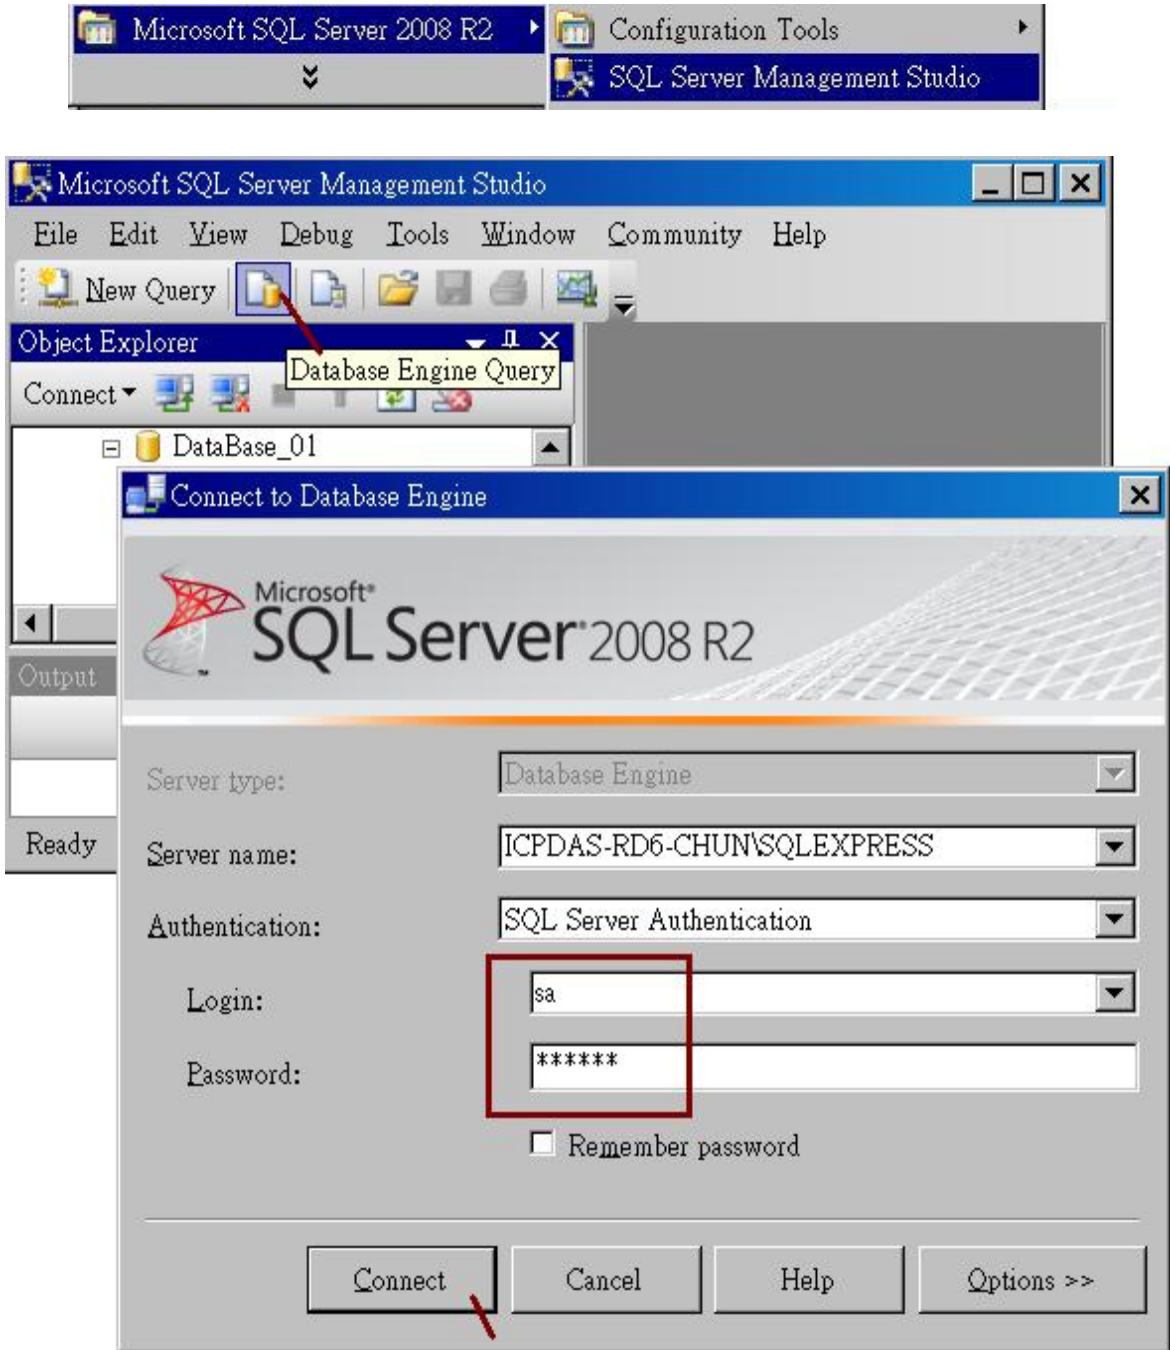 Microsoft SQL Server 2008 R2
Configuration Tools
SQL Server Management Studio
Microsoft SQL Server Management Studio
File Edit View Debug Tools Window Community Help
New Query
Object Explorer
Database Engine Query
Connect
DataBase_01
Connect to Database Engine
Microsoft®
SQL Server® 2008 R2
Output
Server type: Database Engine
Ready
Server name: ICPDAS-RD6-CHUN\SQLEXPRESS
Authentication: SQL Server Authentication
Login: sa
Password: ******
Remember password
Connect Cancel Help Options >>